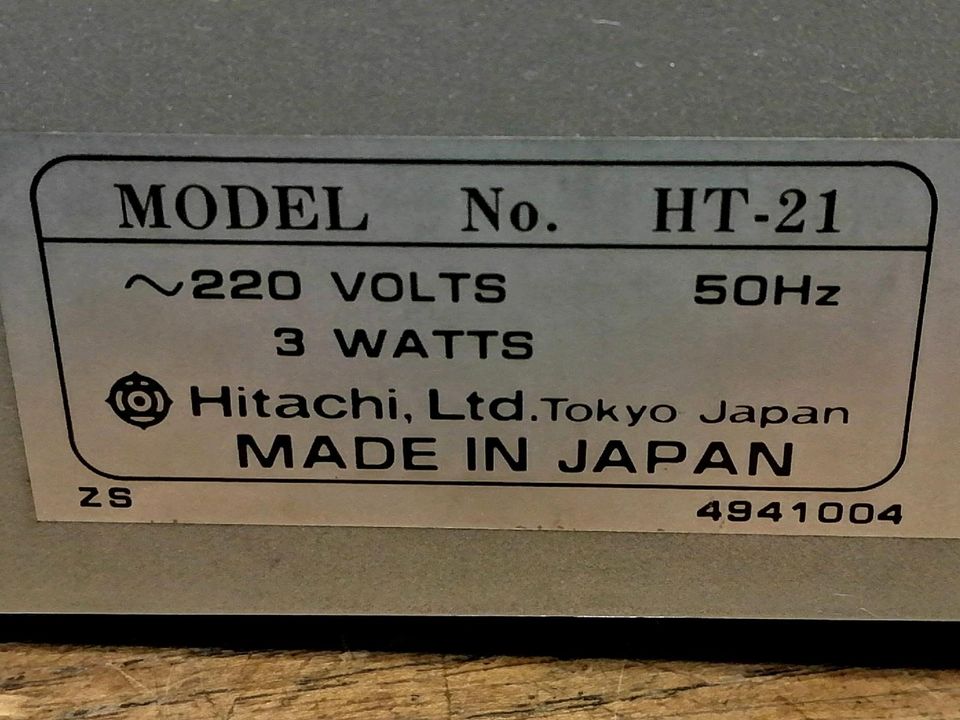 MODEL No. HT-21
~220 VOLTS 50Hz
3 WATTS
Hitachi, Ltd. Tokyo Japan
MADE IN JAPAN
ZS 4941004